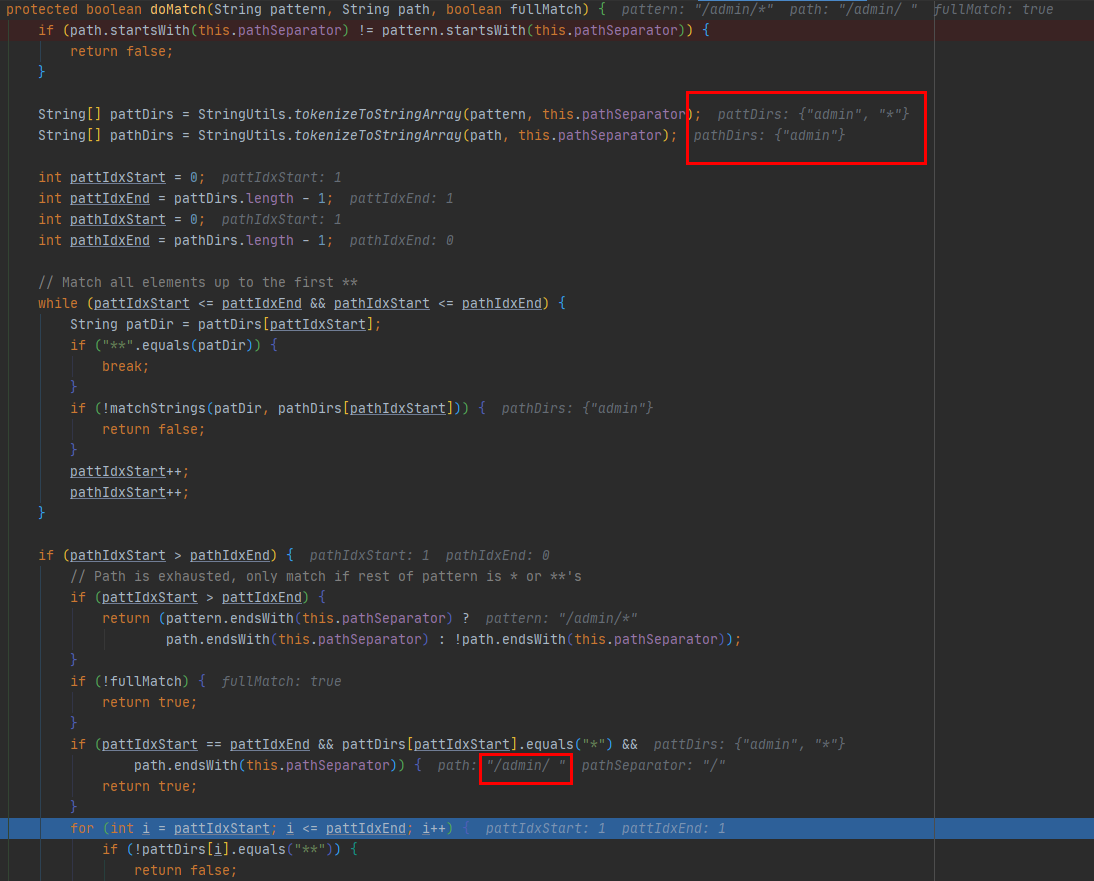 protected boolean doMatch(String pattern, String path, boolean fullMatch) {  pattern: "/admin/*"  path: "/admin/ "  fullMatch: true
if (path.startsWith(this.pathSeparator) != pattern.startsWith(this.pathSeparator)) {
return false;
}
String[] pattDirs = StringUtils.tokenizeToStringArray(pattern, this.pathSeparator);  pattDirs: {"admin", "*"}
String[] pathDirs = StringUtils.tokenizeToStringArray(path, this.pathSeparator);  pathDirs: {"admin"}
int pattIdxStart = 0;  pattIdxStart: 1
int pattIdxEnd = pattDirs.length - 1;  pattIdxEnd: 1
int pathIdxStart = 0;  pathIdxStart: 1
int pathIdxEnd = pathDirs.length - 1;  pathIdxEnd: 0
// Match all elements up to the first **
while (pattIdxStart <= pattIdxEnd && pathIdxStart <= pathIdxEnd) {
String patDir = pattDirs[pattIdxStart];
if ("**".equals(patDir)) {
break;
}
if (!matchStrings(patDir, pathDirs[pathIdxStart])) {  pathDirs: {"admin"}
return false;
}
pattIdxStart++;
pathIdxStart++;
}
if (pathIdxStart > pathIdxEnd) {  pathIdxStart: 1  pathIdxEnd: 0
// Path is exhausted, only match if rest of pattern is * or **'s
if (pattIdxStart > pattIdxEnd) {
return (pattern.endsWith(this.pathSeparator) ?  pattern: "/admin/*"
path.endsWith(this.pathSeparator) : !path.endsWith(this.pathSeparator));
}
if (!fullMatch) {  fullMatch: true
return true;
}
if (pattIdxStart == pattIdxEnd && pattDirs[pattIdxStart].equals("*") &&  pattDirs: {"admin", "*"}
path.endsWith(this.pathSeparator)) {  path: "/admin/ "  pathSeparator: "/"
return true;
}
for (int i = pattIdxStart; i <= pattIdxEnd; i++) {  pattIdxStart: 1  pattIdxEnd: 1
if (!pattDirs[i].equals("**")) {
return false;